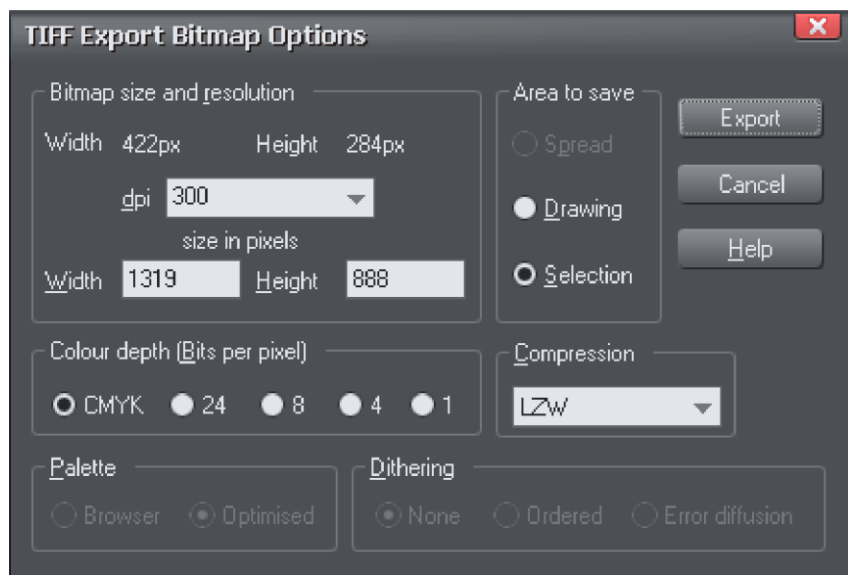 TIFF Export Bitmap Options
Bitmap size and resolution
Width 422px Height 284px
dpi 300
size in pixels
Width 1319 Height 888
Area to save
Spread
Drawing
Selection
Export
Cancel
Help
Colour depth (Bits per pixel)
CMYK 24 8 4 1
Compression
LZW
Palette
Browser Optimised
Dithering
None Ordered Error diffusion